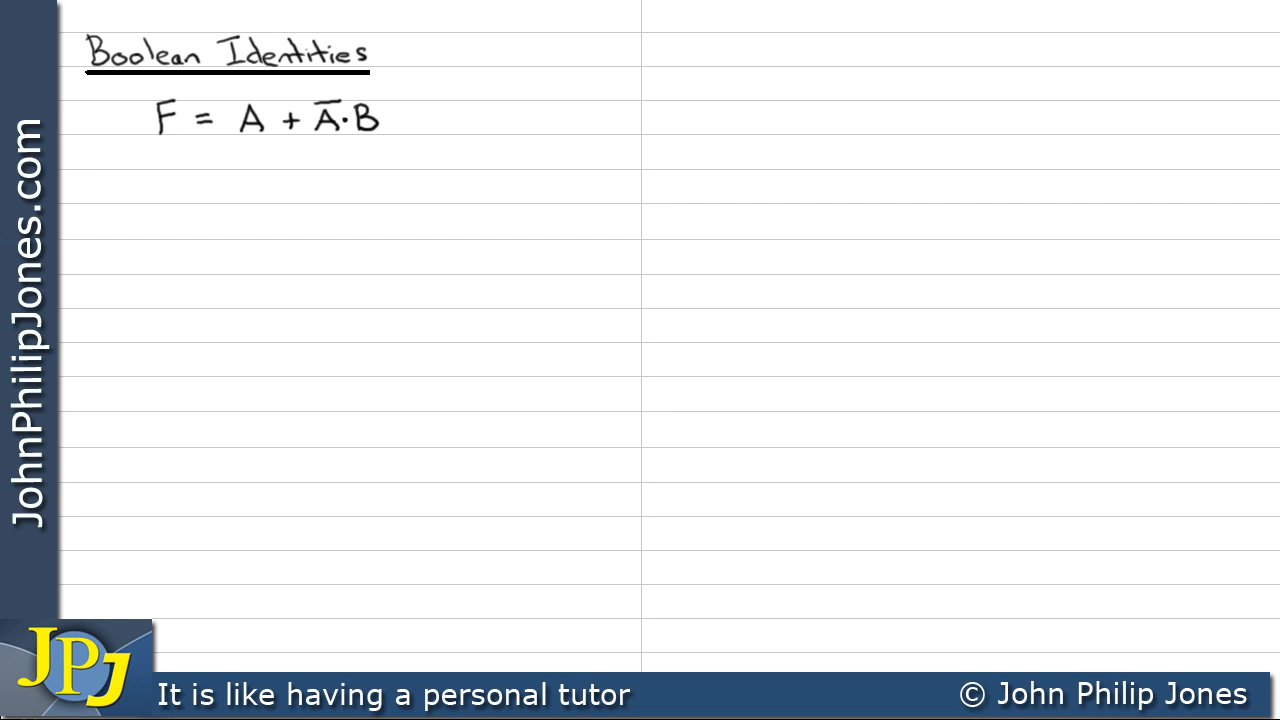 Boolean Identities
F = A + A̅·B
JohnPhilipJones.com
JPJ
It is like having a personal tutor
© John Philip Jones